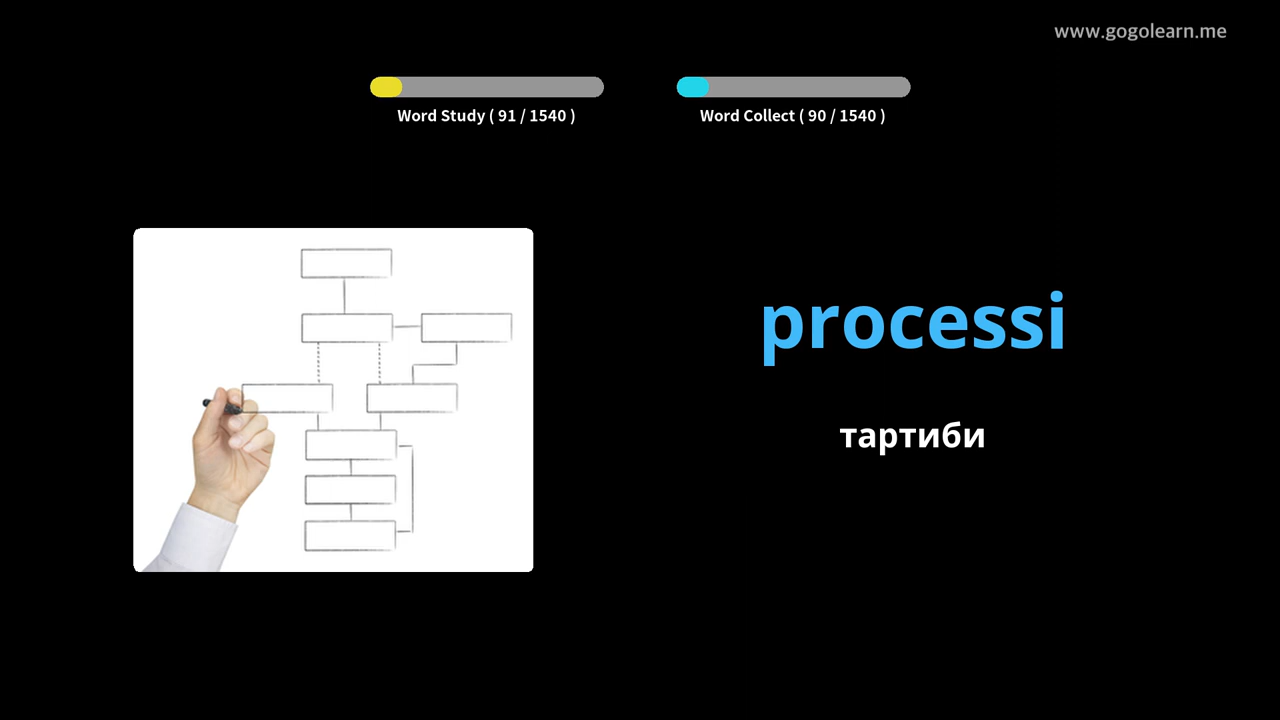 www.gogolearn.me
Word Study ( 91 / 1540 )
Word Collect ( 90 / 1540 )
processi
тартиби